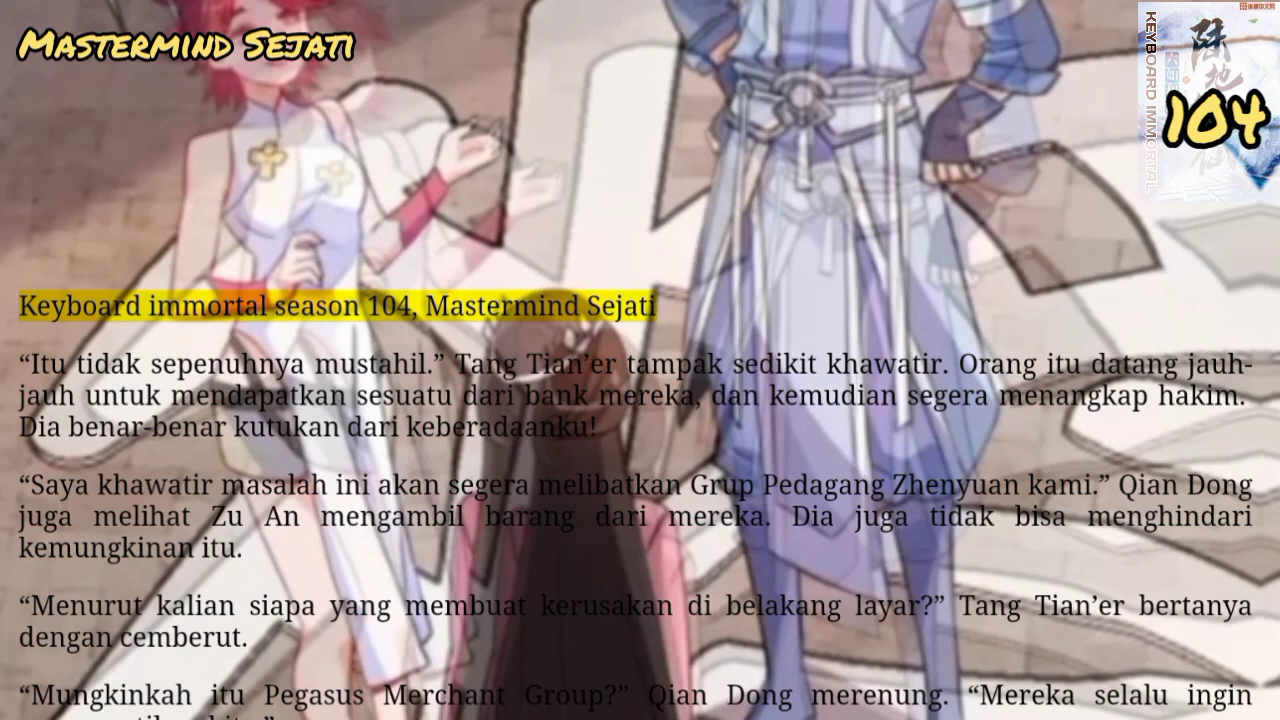 Mastermind Sejati
KEYBOARD IMMORTAL
104
Keyboard immortal season 104, Mastermind Sejati
“Itu tidak sepenuhnya mustahil.” Tang Tian’er tampak sedikit khawatir. Orang itu datang jauh-
jauh untuk mendapatkan sesuatu dari bank mereka, dan kemudian segera menangkap hakim.
Dia benar-benar kutukan dari keberadaanku!
“Saya khawatir masalah ini akan segera melibatkan Grup Pedagang Zhenyuan kami.” Qian Dong
juga melihat Zu An mengambil barang dari mereka. Dia juga tidak bisa menghindari
kemungkinan itu.
“Menurut kalian siapa yang membuat kerusakan di belakang layar?” Tang Tian’er bertanya
dengan cemberut.
“Mungkinkah itu Pegasus Merchant Group?” Qian Dong merenung. “Mereka selalu ingin